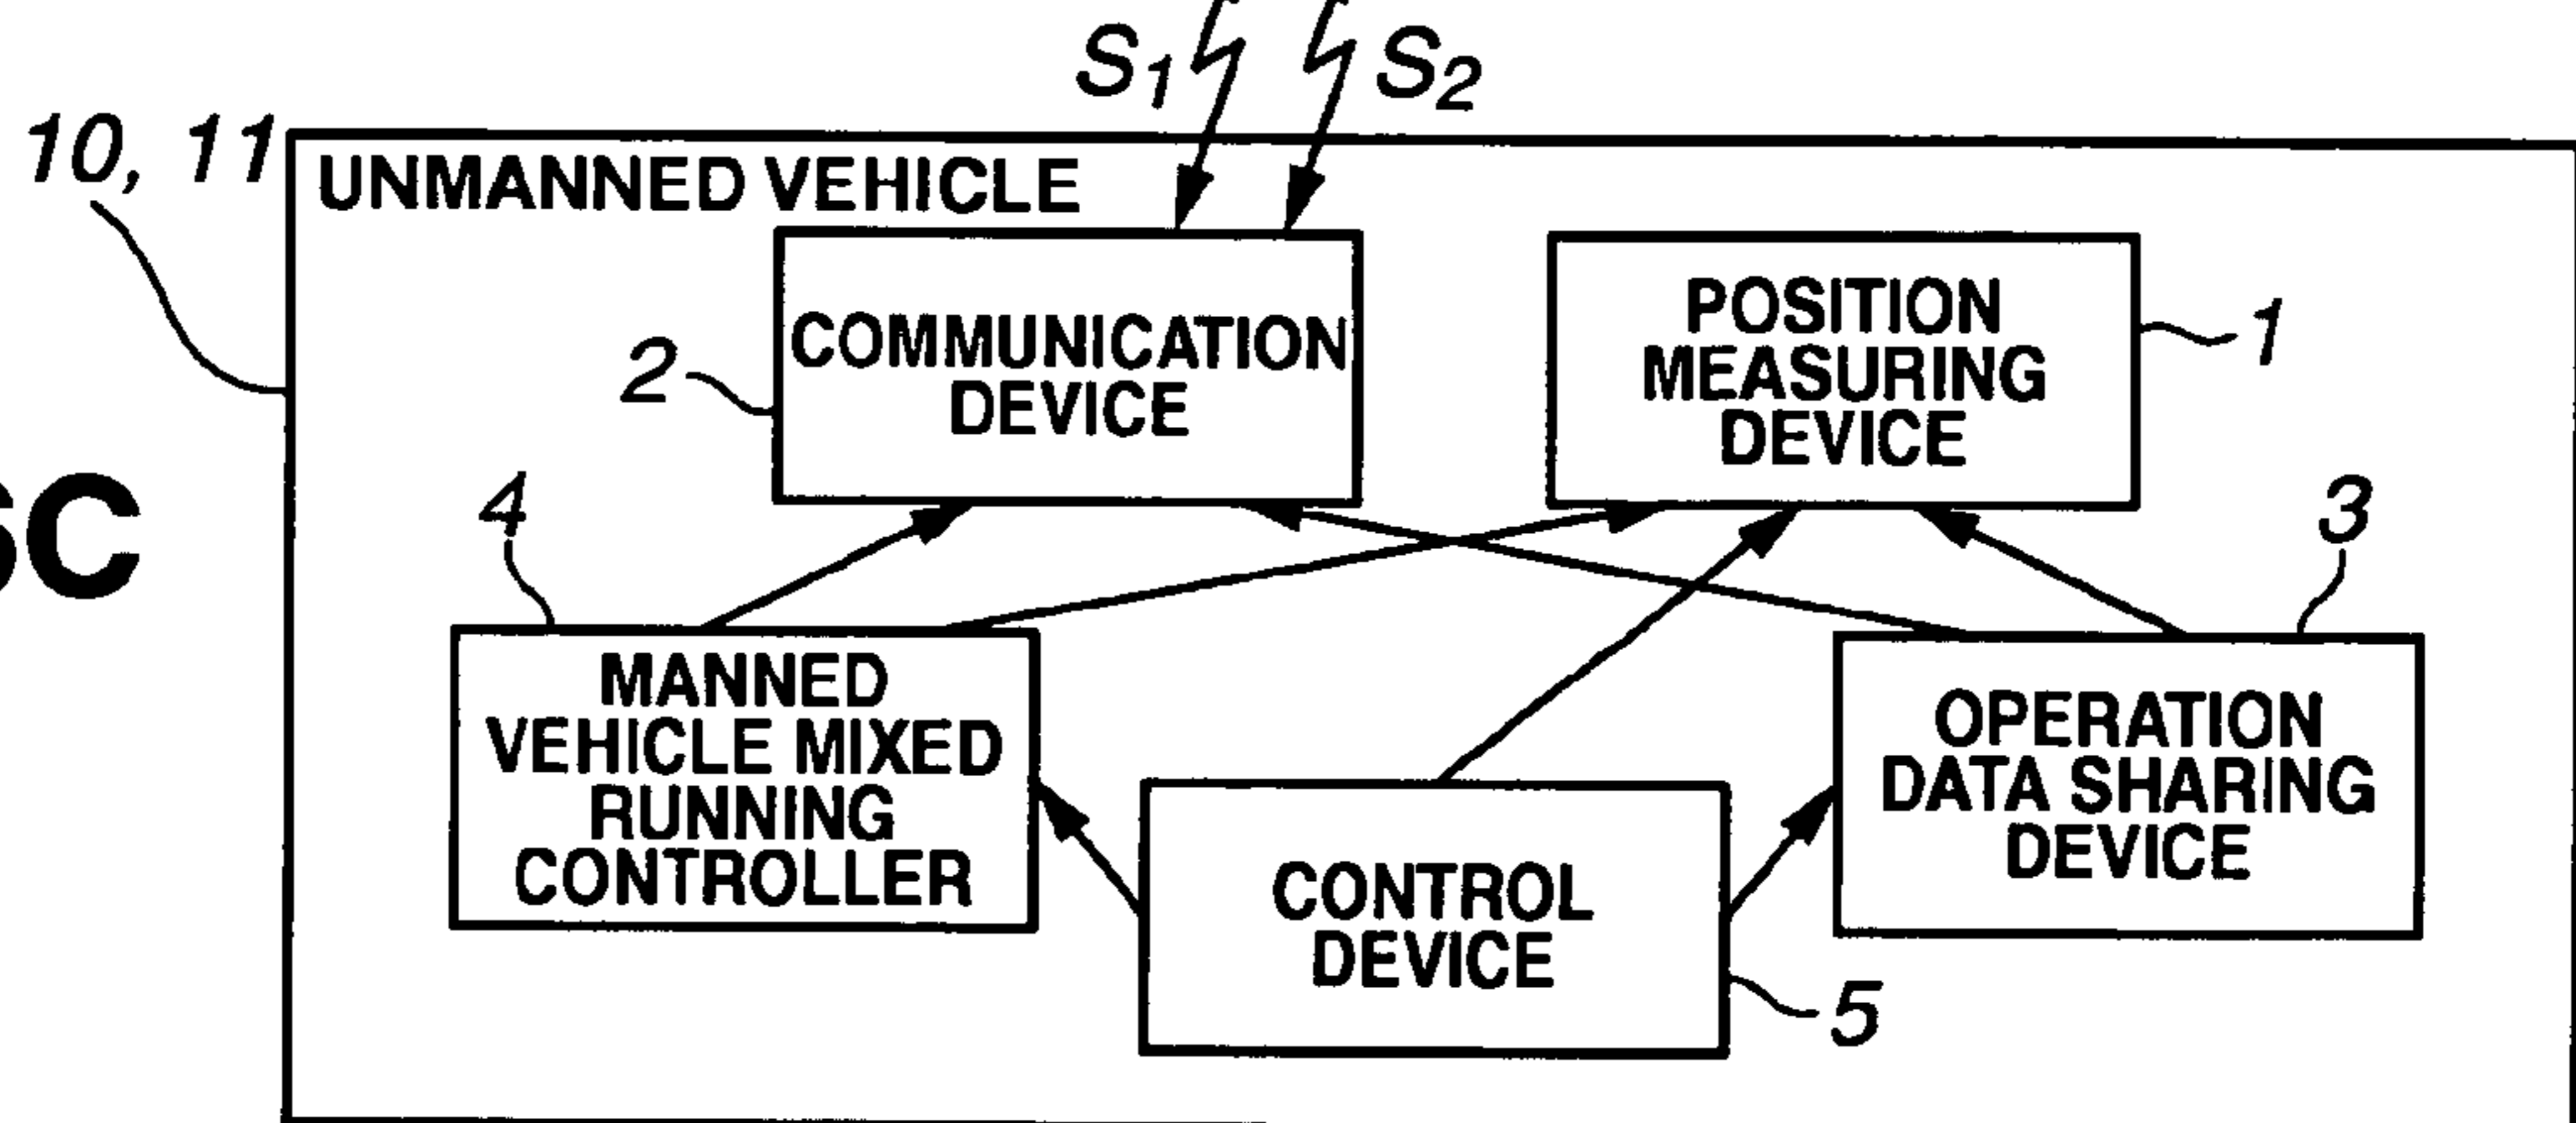 S1 S2
10, 11
UNMANNED VEHICLE
COMMUNICATION
DEVICE
2
POSITION
MEASURING
DEVICE
1
6C
4
3
MANNED
VEHICLE MIXED
RUNNING
CONTROLLER
CONTROL
DEVICE
5
OPERATION
DATA SHARING
DEVICE